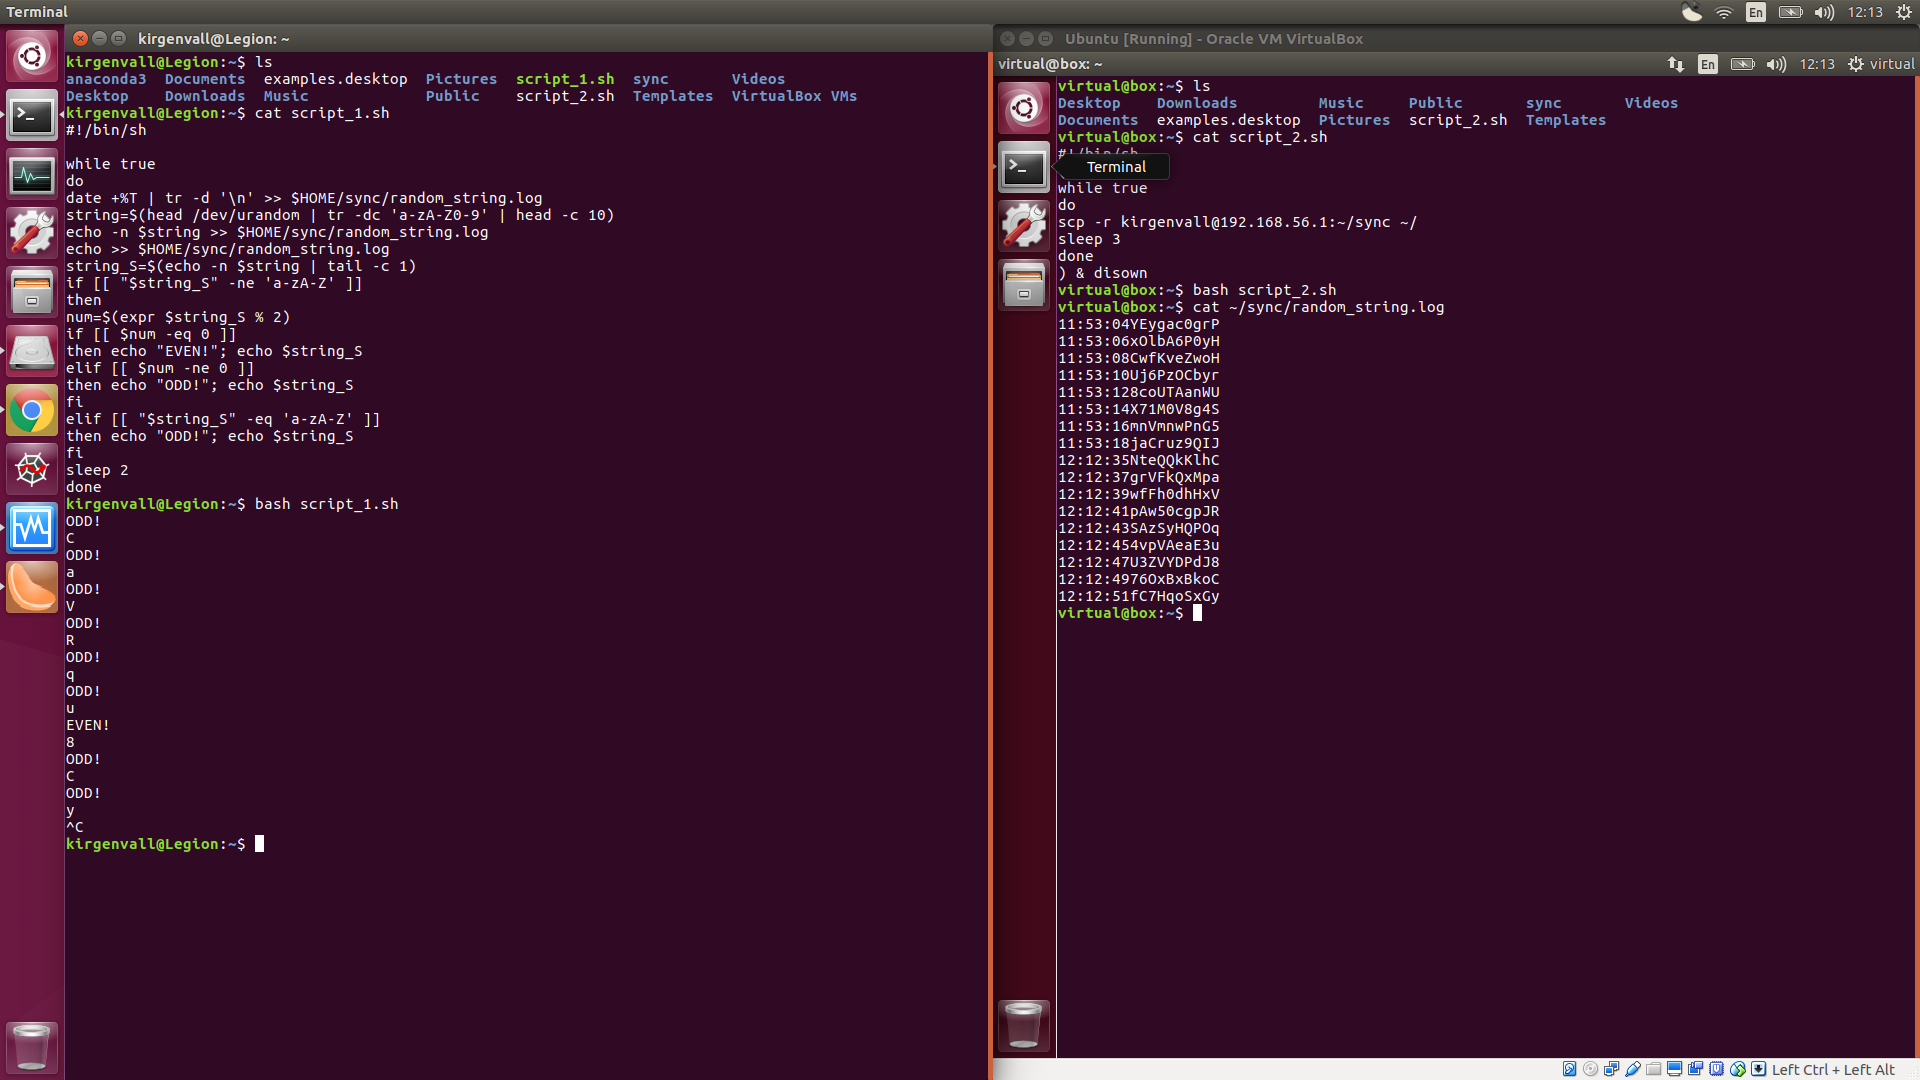 Terminal
En
12:13
kirgenvall@Legion: ~
kirgenvall@Legion:~$ ls
anaconda3 Documents examples.desktop Pictures script_1.sh sync Videos
Desktop Downloads Music Public script_2.sh Templates VirtualBox VMs
kirgenvall@Legion:~$ cat script_1.sh
#!/bin/sh
while true
do
date +%T | tr -d '\n' >> $HOME/sync/random_string.log
string=$(head /dev/urandom | tr -dc 'a-zA-Z0-9' | head -c 10)
echo -n $string >> $HOME/sync/random_string.log
echo >> $HOME/sync/random_string.log
string_S=$(echo -n $string | tail -c 1)
if [[ "$string_S" -ne 'a-zA-Z' ]]
then
num=$(expr $string_S % 2)
if [[ $num -eq 0 ]]
then echo "EVEN!"; echo $string_S
elif [[ $num -ne 0 ]]
then echo "ODD!"; echo $string_S
fi
elif [[ "$string_S" -eq 'a-zA-Z' ]]
then echo "ODD!"; echo $string_S
fi
sleep 2
done
kirgenvall@Legion:~$ bash script_1.sh
ODD!
C
ODD!
a
ODD!
V
ODD!
R
ODD!
q
ODD!
u
EVEN!
8
ODD!
C
ODD!
y
^C
kirgenvall@Legion:~$
Ubuntu [Running] - Oracle VM VirtualBox
virtual@box: ~
En
12:13
virtual
virtual@box:~$ ls
Desktop Downloads Music Public sync Videos
Documents examples.desktop Pictures script_2.sh Templates
virtual@box:~$ cat script_2.sh
#!/bin/sh
Terminal
while true
do
scp -r kirgenvall@192.168.56.1:~/sync ~/
sleep 3
done
) & disown
virtual@box:~$ bash script_2.sh
virtual@box:~$ cat ~/sync/random_string.log
11:53:04YEygac0grP
11:53:06xOlbA6P0yH
11:53:08CwfKveZwoH
11:53:10Uj6PzOCbyr
11:53:128coUTAanWU
11:53:14X71M0V8g4S
11:53:16mnVmnwPnG5
11:53:18jaCruz9QIJ
12:12:35NteQQkKlhC
12:12:37grVFkQxMpa
12:12:39wfFh0dhHxV
12:12:41pAw50cgpJR
12:12:43SAzSyHQPOq
12:12:454vpVAeaE3u
12:12:47U3ZVYDPdJ8
12:12:4976OxBxBkoC
12:12:51fC7HqoSxGy
virtual@box:~$
Left Ctrl + Left Alt